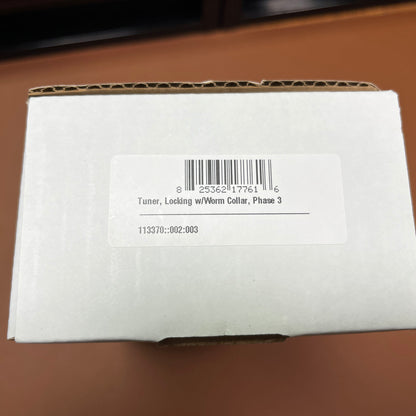 8 25362 17761 6
Tuner, Locking w/Worm Collar, Phase 3
113370::002:003